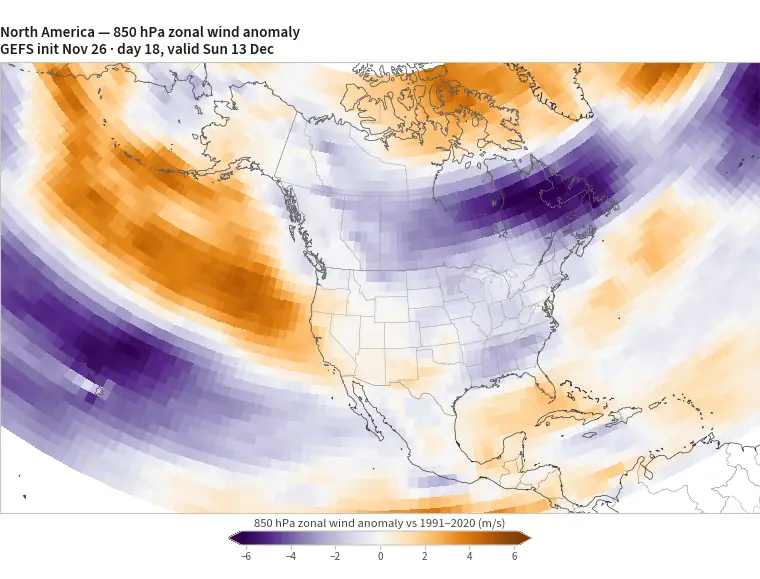 North America — 850 hPa zonal wind anomaly
GEFS init Nov 26 · day 18, valid Sun 13 Dec
850 hPa zonal wind anomaly vs 1991–2020 (m/s)
−6 −4 −2 0 2 4 6